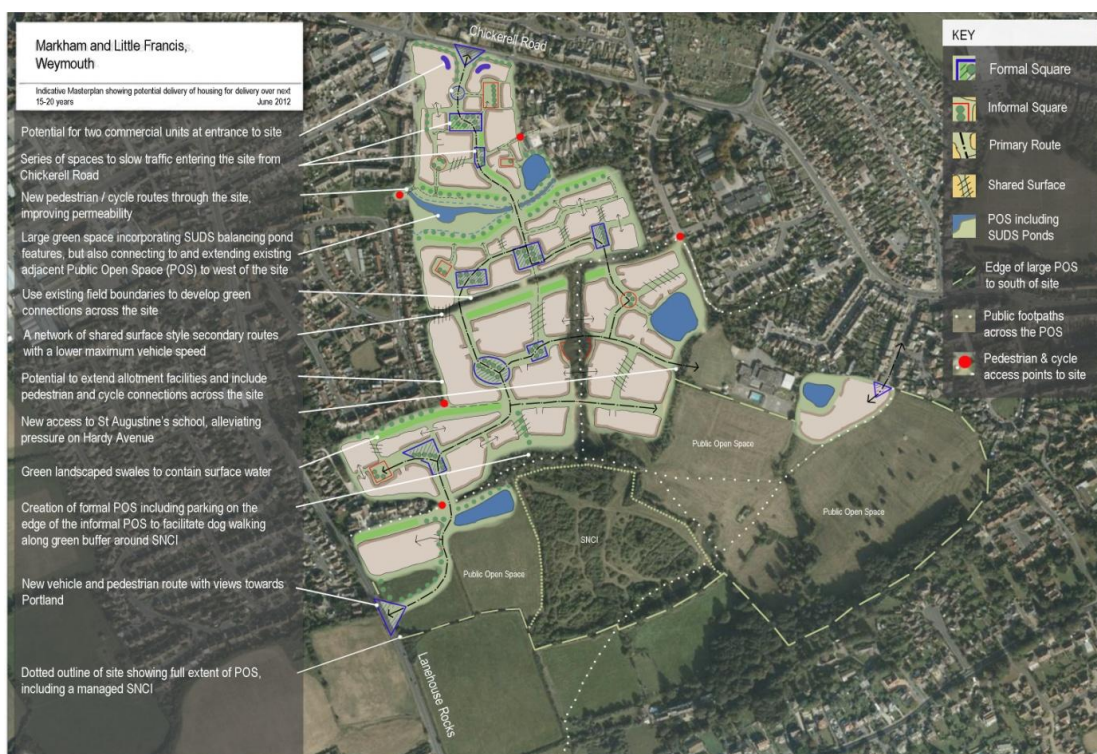 Markham and Little Francis,
Weymouth
Indicative Masterplan showing potential delivery of housing for delivery over next
15-20 years
June 2012
Potential for two commercial units at entrance to site
Series of spaces to slow traffic entering the site from
Chickerell Road
New pedestrian / cycle routes through the site,
improving permeability
Large green space incorporating SUDS balancing pond
features, but also connecting to and extending existing
adjacent Public Open Space (POS) to west of the site
Use existing field boundaries to develop green
connections across the site
A network of shared surface style secondary routes
with a lower maximum vehicle speed
Potential to extend allotment facilities and include
pedestrian and cycle connections across the site
New access to St Augustine's school, alleviating
pressure on Hardy Avenue
Green landscaped swales to contain surface water
Creation of formal POS including parking on the
edge of the informal POS to facilitate dog walking
along green buffer around SNCI
New vehicle and pedestrian route with views towards
Portland
Dotted outline of site showing full extent of POS,
including a managed SNCI
Chickerell Road
Public Open Space
Public Open Space
SNCI
Public Open Space
Lanehouse Rocks
KEY
Formal Square
Informal Square
Primary Route
Shared Surface
POS including
SUDS Ponds
Edge of large POS
to south of site
Public footpaths
across the POS
Pedestrian & cycle
access points to site